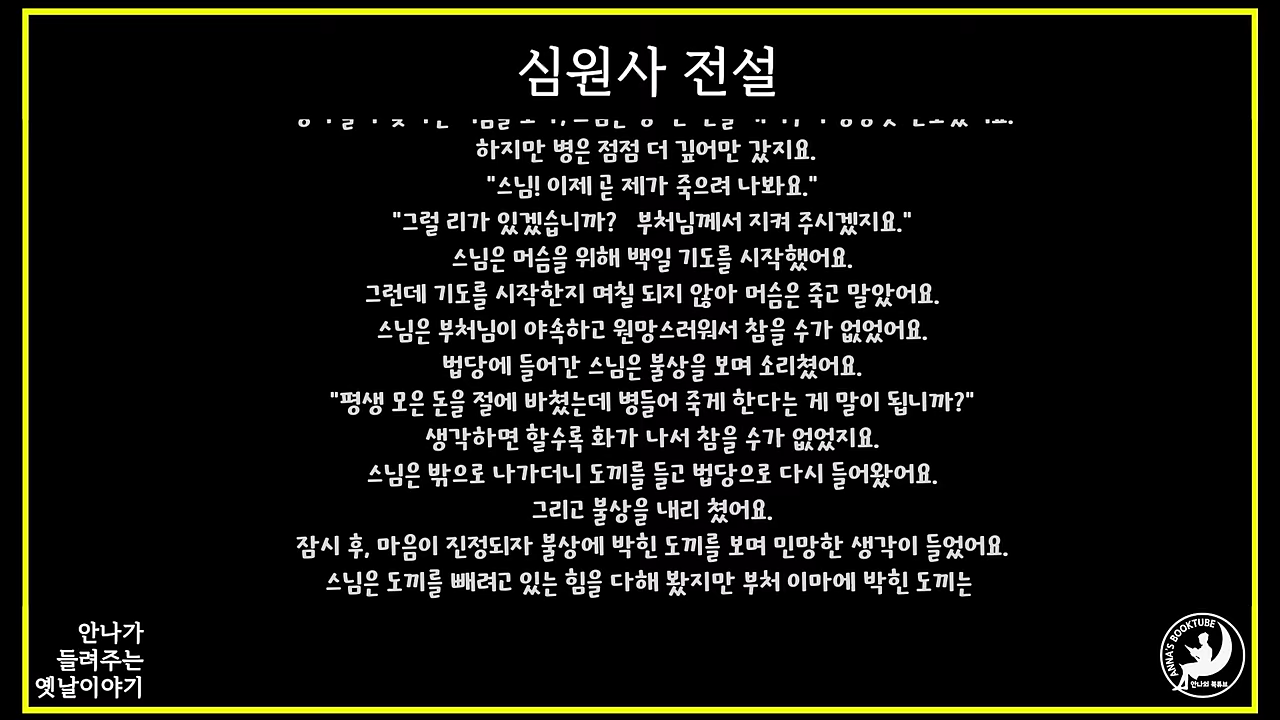 심원사 전설
하지만 병은 점점 더 깊어만 갔지요.
"스님! 이제 곧 제가 죽으려 나봐요."
"그럴 리가 있겠습니까? 부처님께서 지켜 주시겠지요."
스님은 머슴을 위해 백일 기도를 시작했어요.
그런데 기도를 시작한지 며칠 되지 않아 머슴은 죽고 말았어요.
스님은 부처님이 야속하고 원망스러워서 참을 수가 없었어요.
법당에 들어간 스님은 불상을 보며 소리쳤어요.
"평생 모은 돈을 절에 바쳤는데 병들어 죽게 한다는 게 말이 됩니까?"
생각하면 할수록 화가 나서 참을 수가 없었지요.
스님은 밖으로 나가더니 도끼를 들고 법당으로 다시 들어왔어요.
그리고 불상을 내리 쳤어요.
잠시 후, 마음이 진정되자 불상에 박힌 도끼를 보며 민망한 생각이 들었어요.
스님은 도끼를 빼려고 있는 힘을 다해 봤지만 부처 이마에 박힌 도끼는
안나가
들려주는
옛날이야기
ANNA'S BOOKTUBE
안나의 북튜브